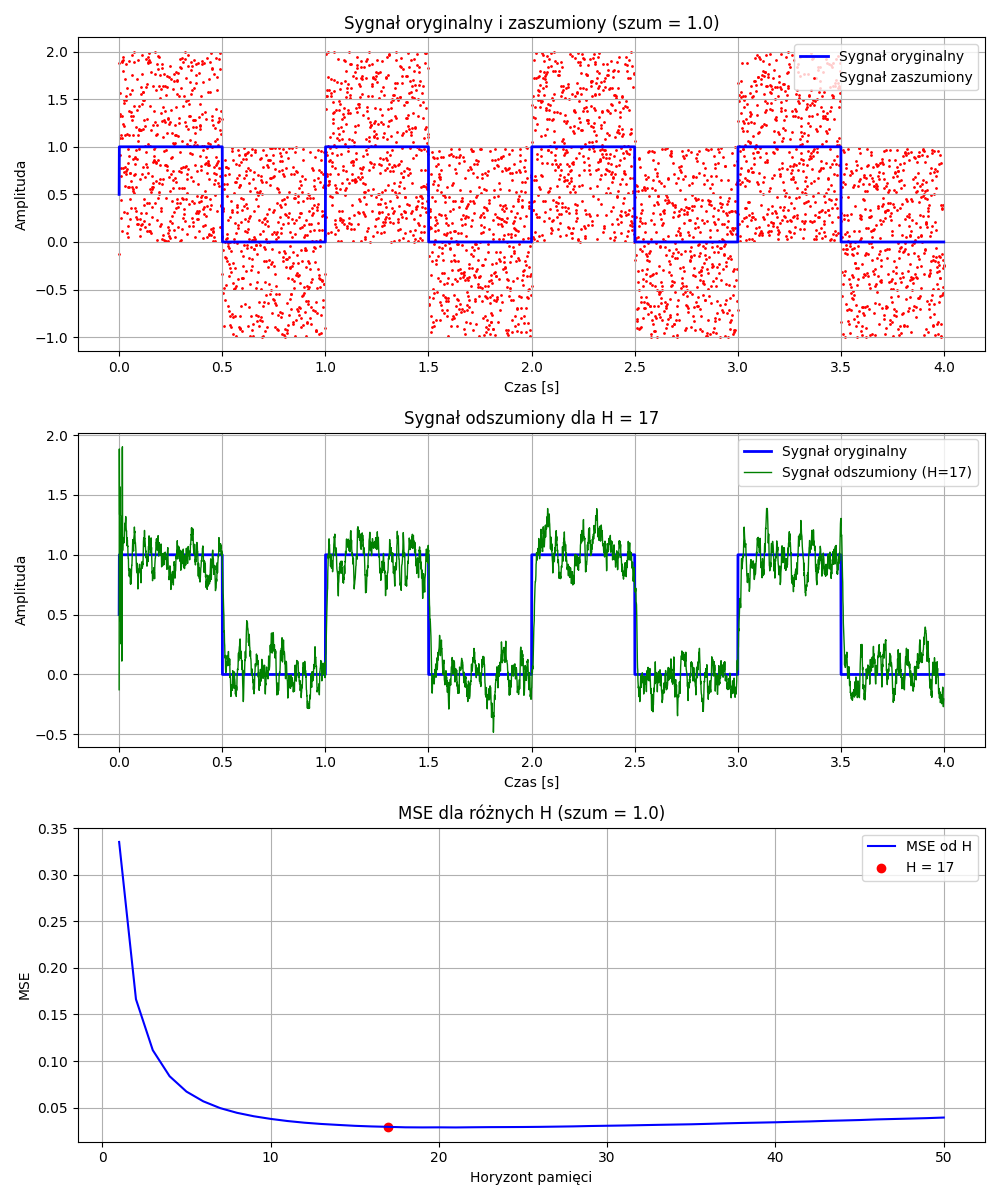 Sygnał oryginalny i zaszumiony (szum = 1.0)
2.0
1.5
1.0
0.5
0.0
−0.5
−1.0
Amplituda
Sygnał oryginalny
Sygnał zaszumiony
0.0 0.5 1.0 1.5 2.0 2.5 3.0 3.5 4.0
Czas [s]
Sygnał odszumiony dla H = 17
2.0
1.5
1.0
0.5
0.0
−0.5
Amplituda
Sygnał oryginalny
Sygnał odszumiony (H=17)
0.0 0.5 1.0 1.5 2.0 2.5 3.0 3.5 4.0
Czas [s]
MSE dla różnych H (szum = 1.0)
0.35
0.30
0.25
0.20
0.15
0.10
0.05
MSE
MSE od H
H = 17
0 10 20 30 40 50
Horyzont pamięci